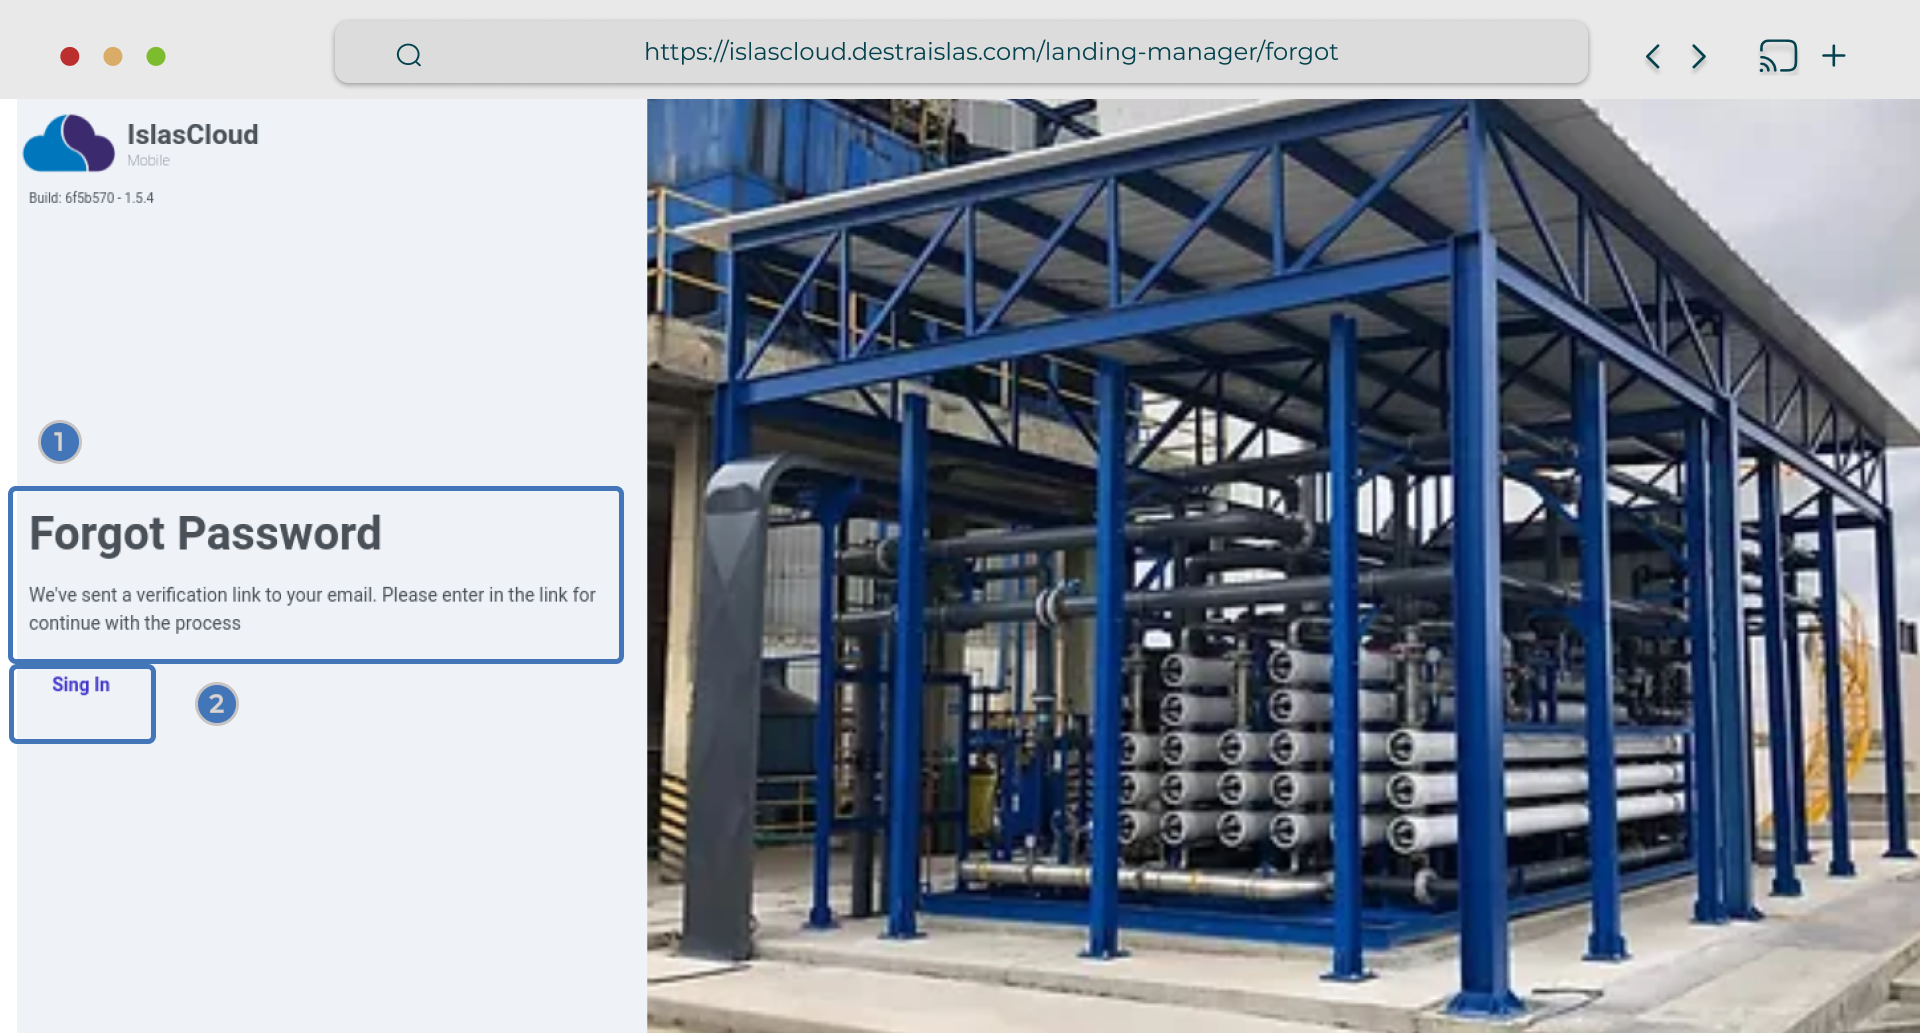 https://islascloud.destraislas.com/landing-manager/forgot
IslasCloud
Mobile
Build: 6f5b570 - 1.5.4
1
Forgot Password
We've sent a verification link to your email. Please enter in the link for
continue with the process
Sing In
2